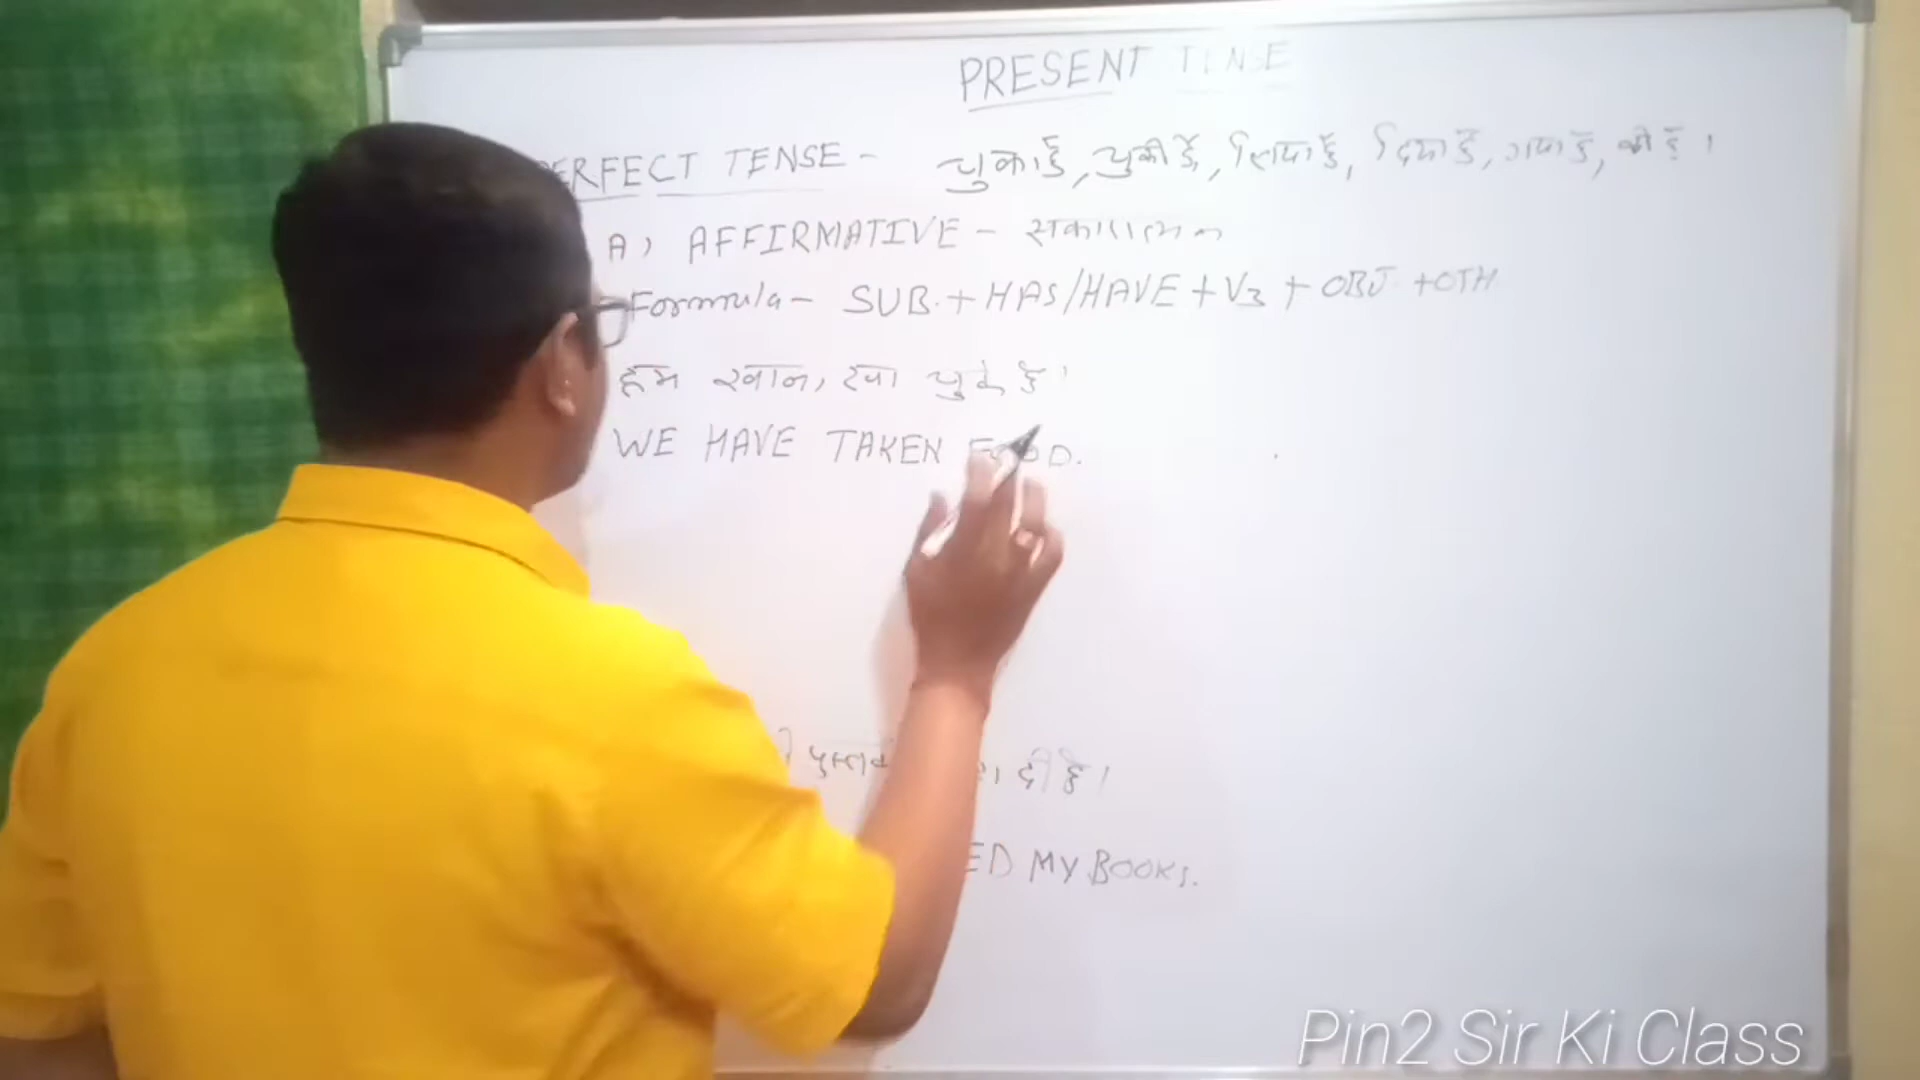 PRESENT TENSE
PERFECT TENSE - चुका है, चुकी है, लिया है, दिया है, गया है, की है।
A) AFFIRMATIVE - सकारात्मक
Formula - SUB. + HAS/HAVE + V3 + OBJ. + OTH
हम खाना खा चुके है।
WE HAVE TAKEN FOOD.
दी है।
MY BOOKS.
Pin2 Sir Ki Class